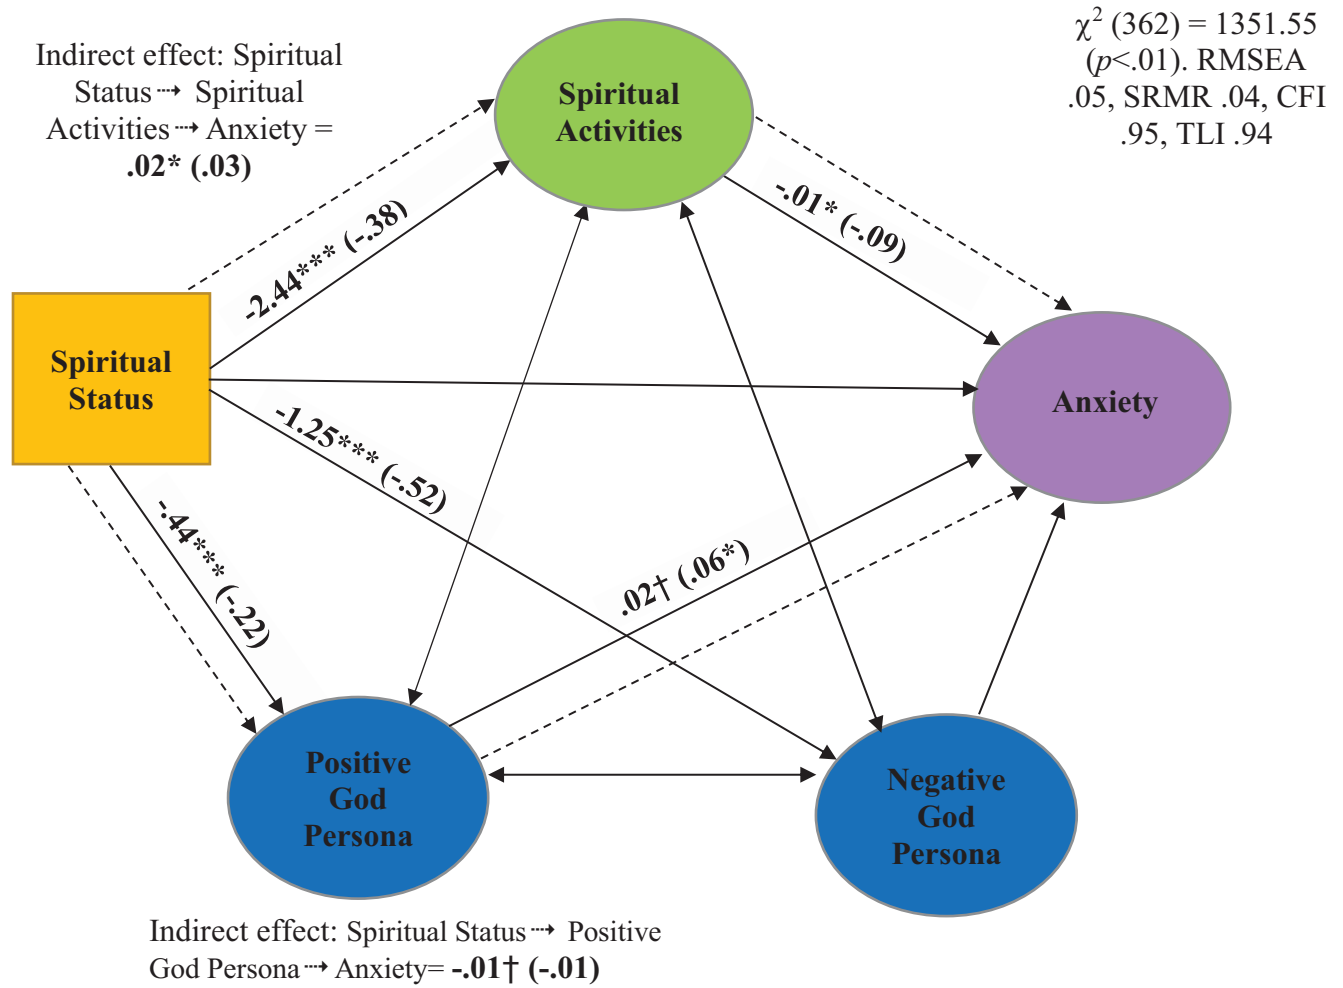 Indirect effect: Spiritual
Status ⇢ Spiritual
Activities ⇢ Anxiety =
.02* (.03)
χ² (362) = 1351.55
(p<.01). RMSEA
.05, SRMR .04, CFI
.95, TLI .94
Spiritual
Activities
-2.44*** (-.38)
-.01* (-.09)
Spiritual
Status
Anxiety
-1.25*** (-.52)
-.44*** (-.22)
.02† (.06*)
Positive
God
Persona
Negative
God
Persona
Indirect effect: Spiritual Status ⇢ Positive
God Persona ⇢ Anxiety= -.01† (-.01)